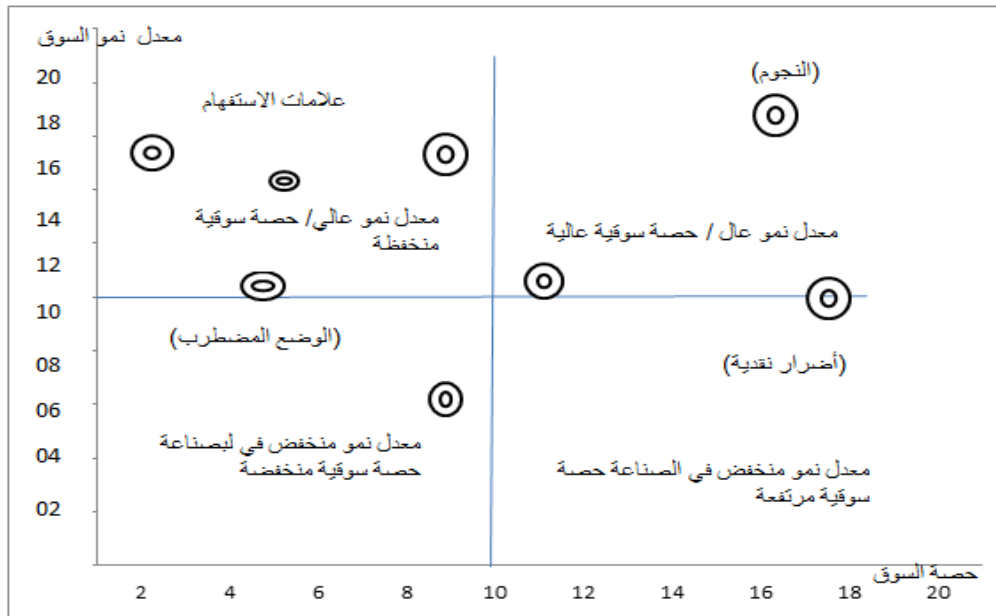 معدل نمو السوق
20
18
16
14
12
10
08
06
04
02
علامات الاستفهام
(النجوم)
معدل نمو عالي/ حصة سوقية
منخفظة
معدل نمو عال / حصة سوقية عالية
(الوضع المضطرب)
(أضرار نقدية)
معدل نمو منخفض في لبصناعة
حصة سوقية منخفضة
معدل نمو منخفض في الصناعة حصة
سوقية مرتفعة
حصة السوق
2 4 6 8 10 12 14 16 18 20